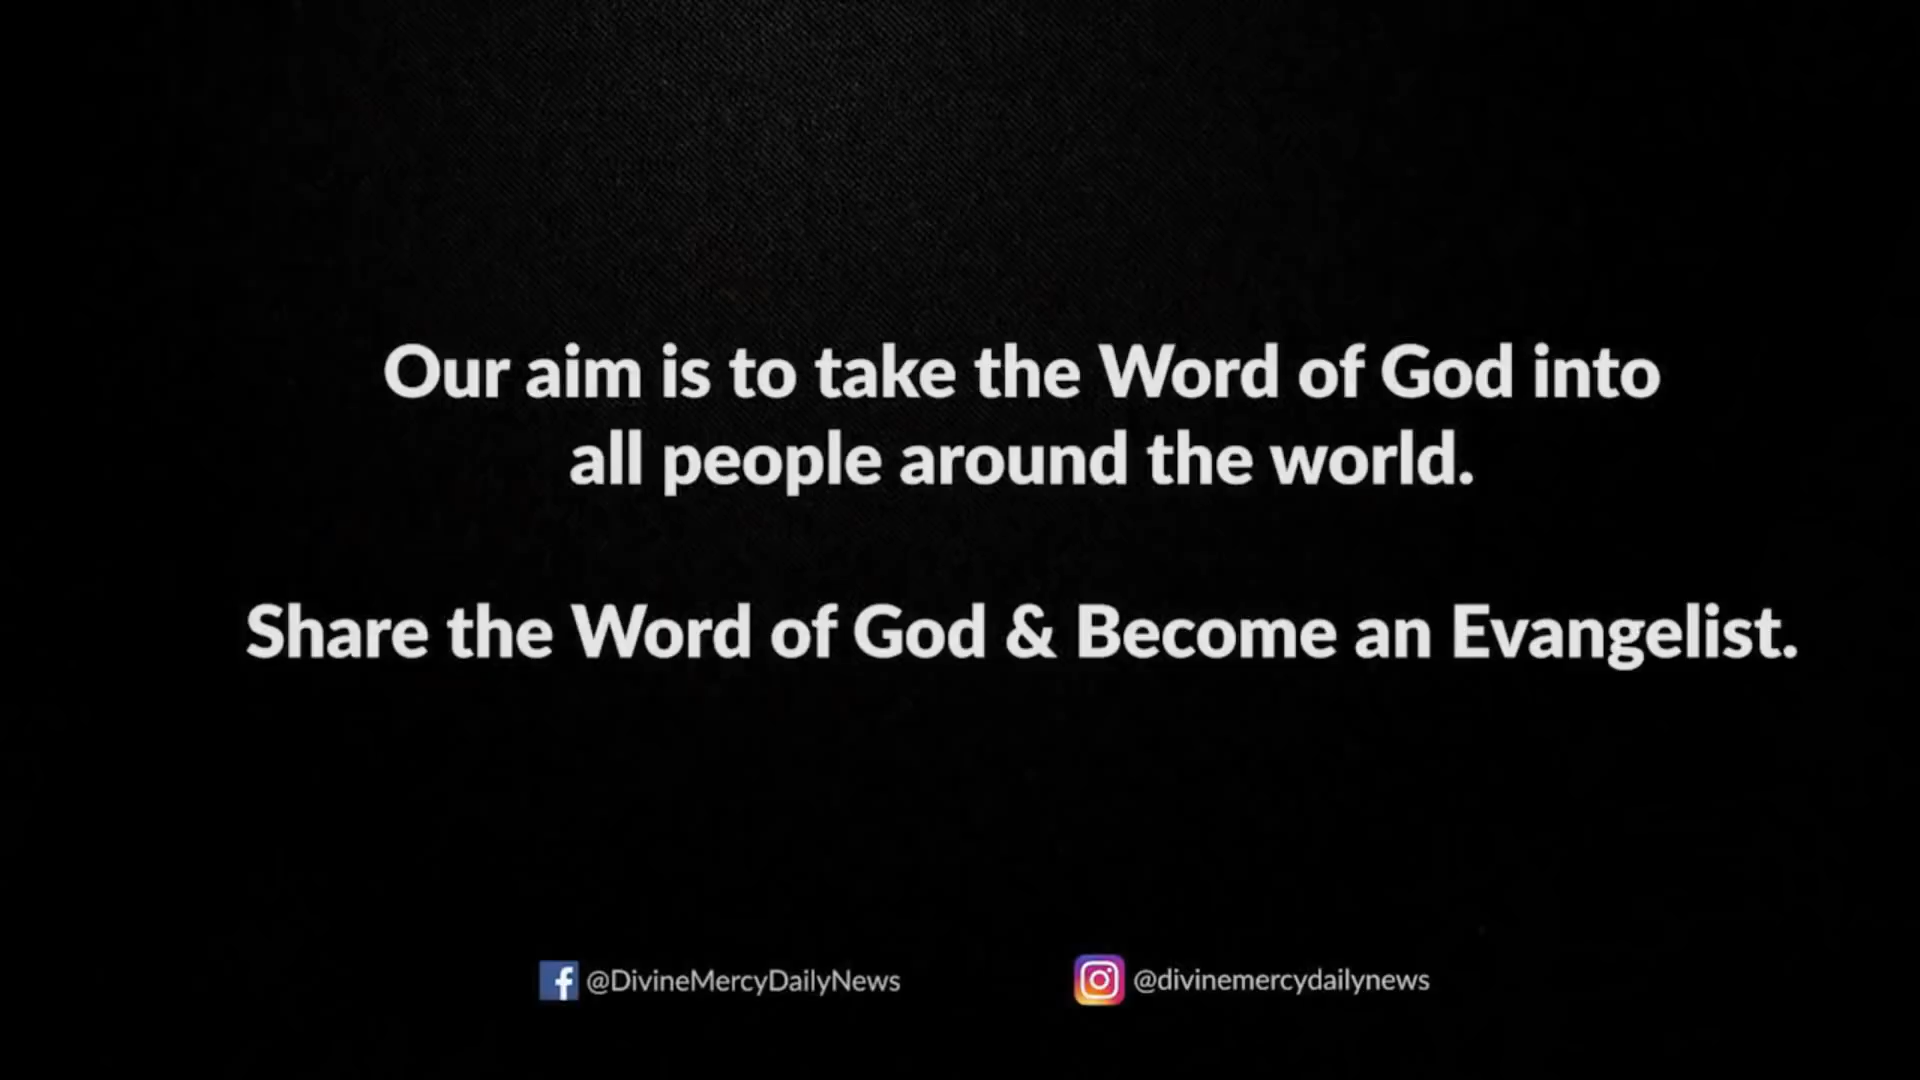 Our aim is to take the Word of God into
all people around the world.
Share the Word of God & Become an Evangelist.
@DivineMercyDailyNews
@divinemercydailynews